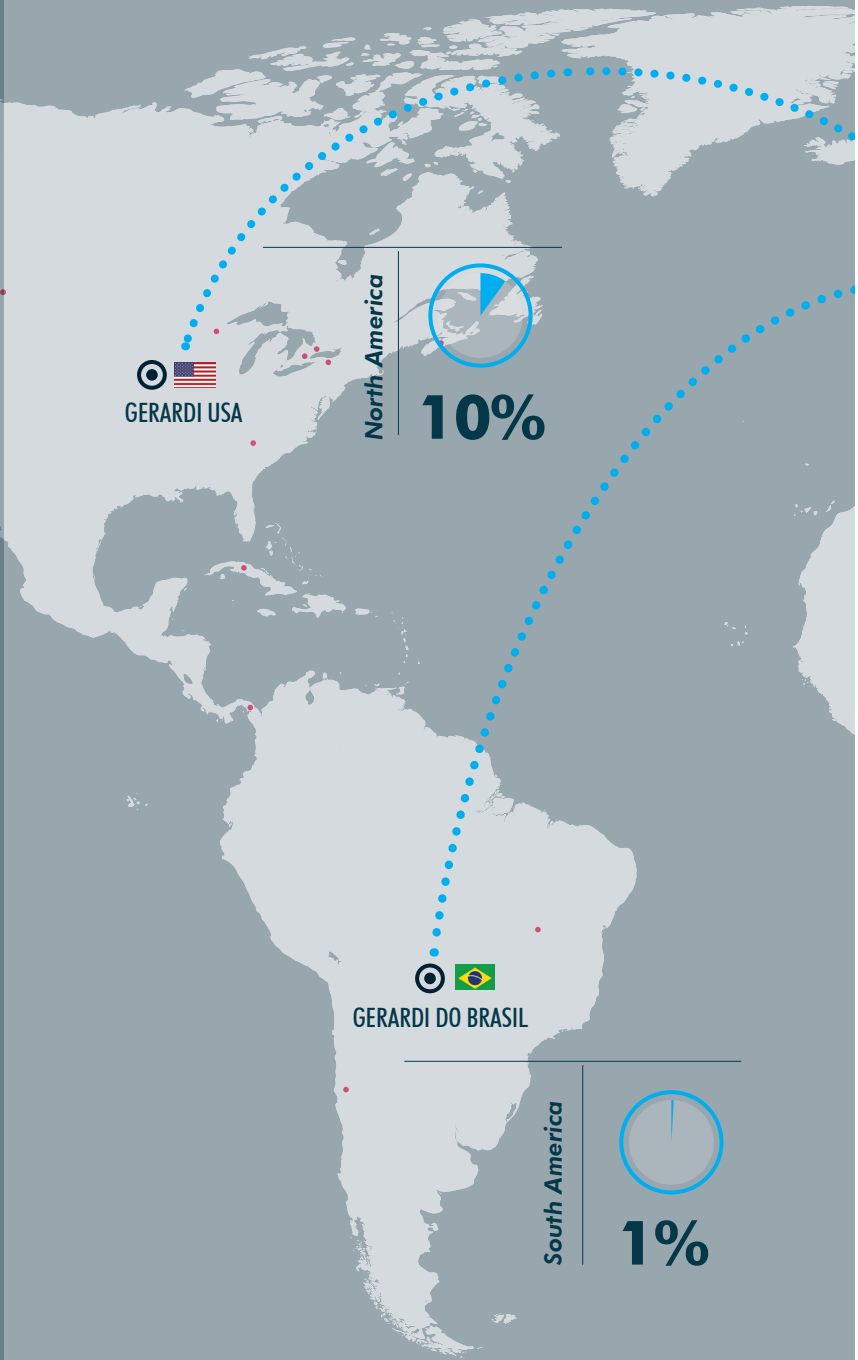 North America
10%
GERARDI USA
GERARDI DO BRASIL
South America
1%